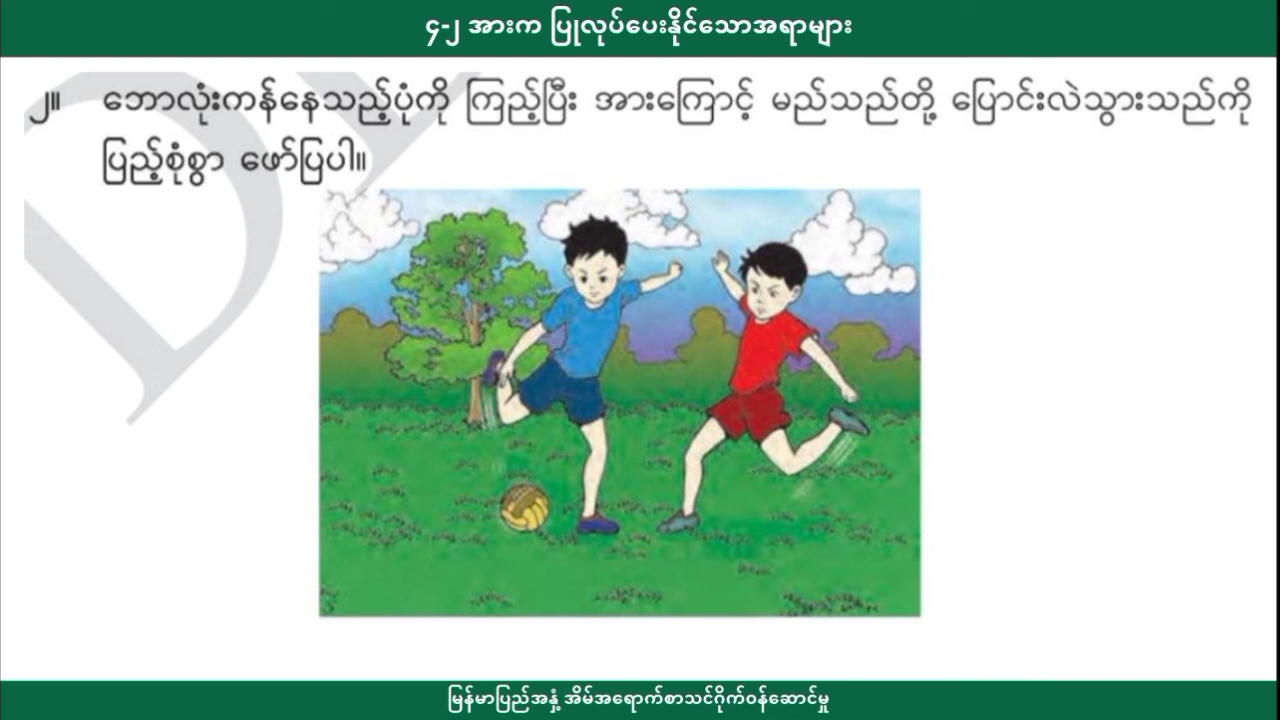 ၄-၂ အားက ပြုလုပ်ပေးနိုင်သောအရာများ
၂။ ဘောလုံးကန်နေသည့်ပုံကို ကြည့်ပြီး အားကြောင့် မည်သည်တို့ ပြောင်းလဲသွားသည်ကို
ပြည့်စုံစွာ ဖော်ပြပါ။
မြန်မာပြည်အနှံ့ အိမ်အရောက်စာသင်ဂိုက်ဝန်ဆောင်မှု